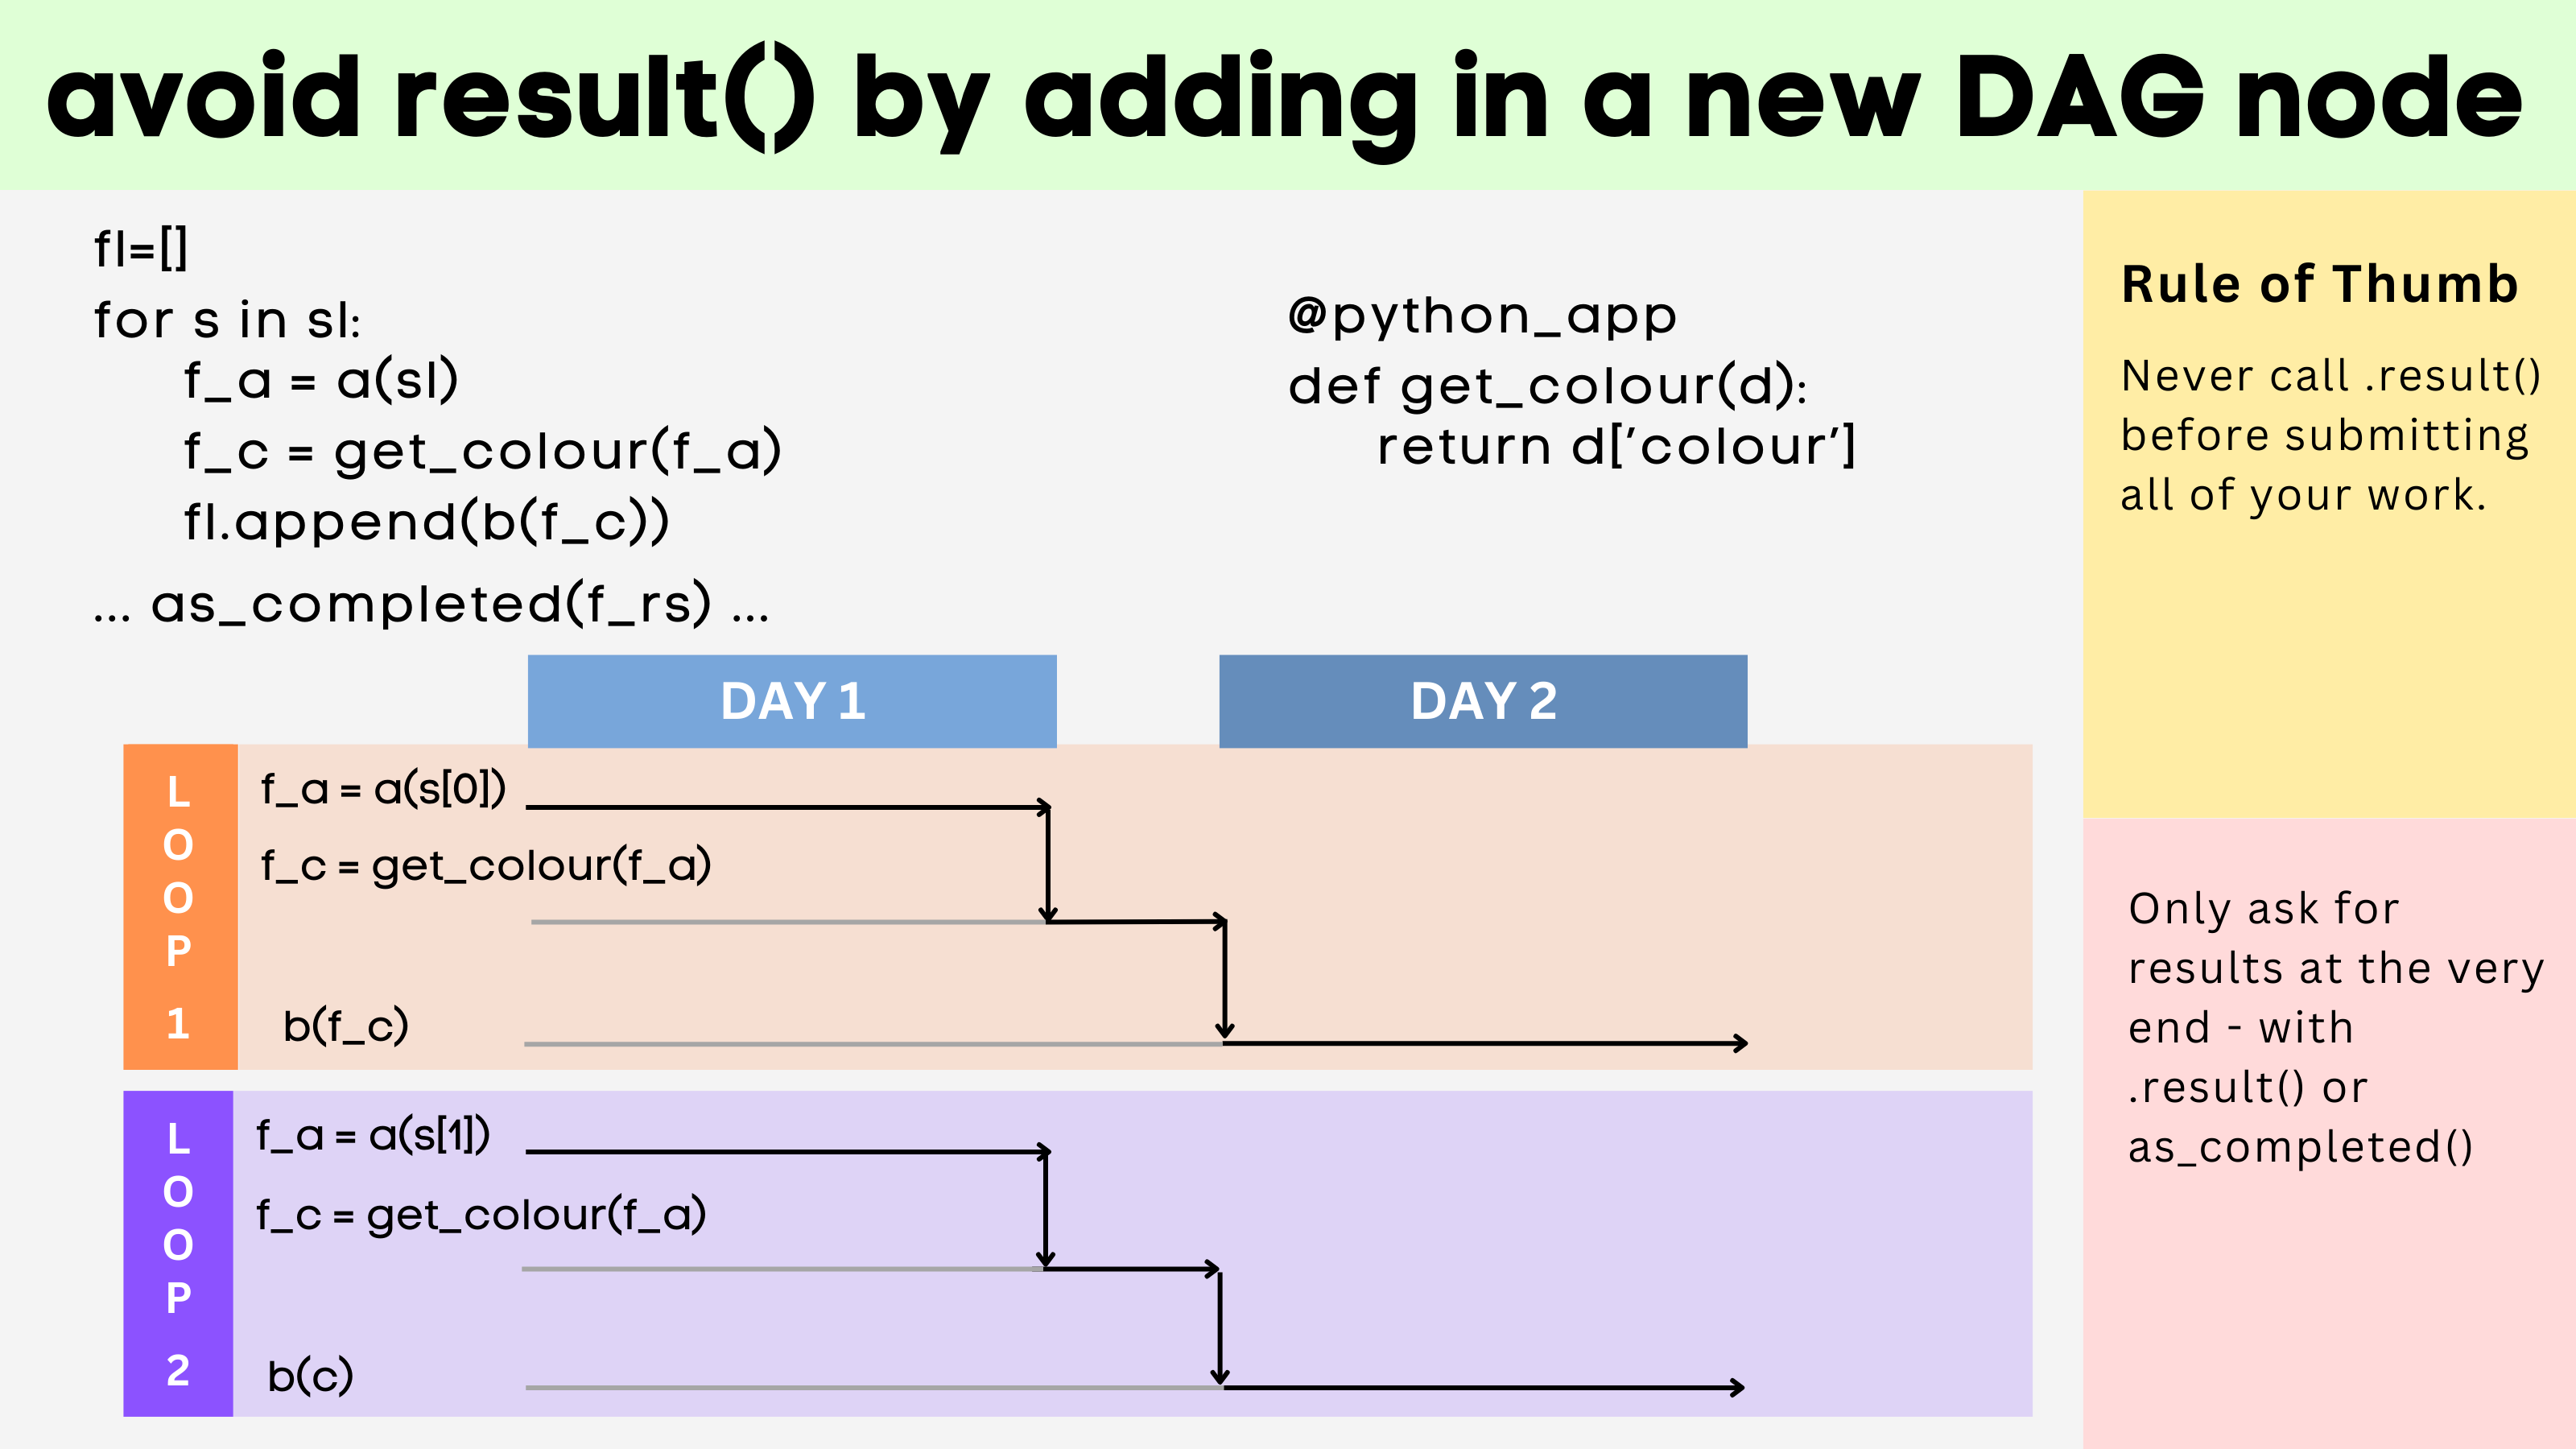 avoid result() by adding in a new DAG node
fl=[]
for s in sl:
f_a = a(sl)
f_c = get_colour(f_a)
fl.append(b(f_c))
... as_completed(f_rs) ...
@python_app
def get_colour(d):
return d[’colour’]
Rule of Thumb
Never call .result()
before submitting
all of your work.
DAY 1
DAY 2
L
O
O
P
1
f_a = a(s[0])
f_c = get_colour(f_a)
b(f_c)
L
O
O
P
2
f_a = a(s[1])
f_c = get_colour(f_a)
b(c)
Only ask for
results at the very
end - with
.result() or
as_completed()